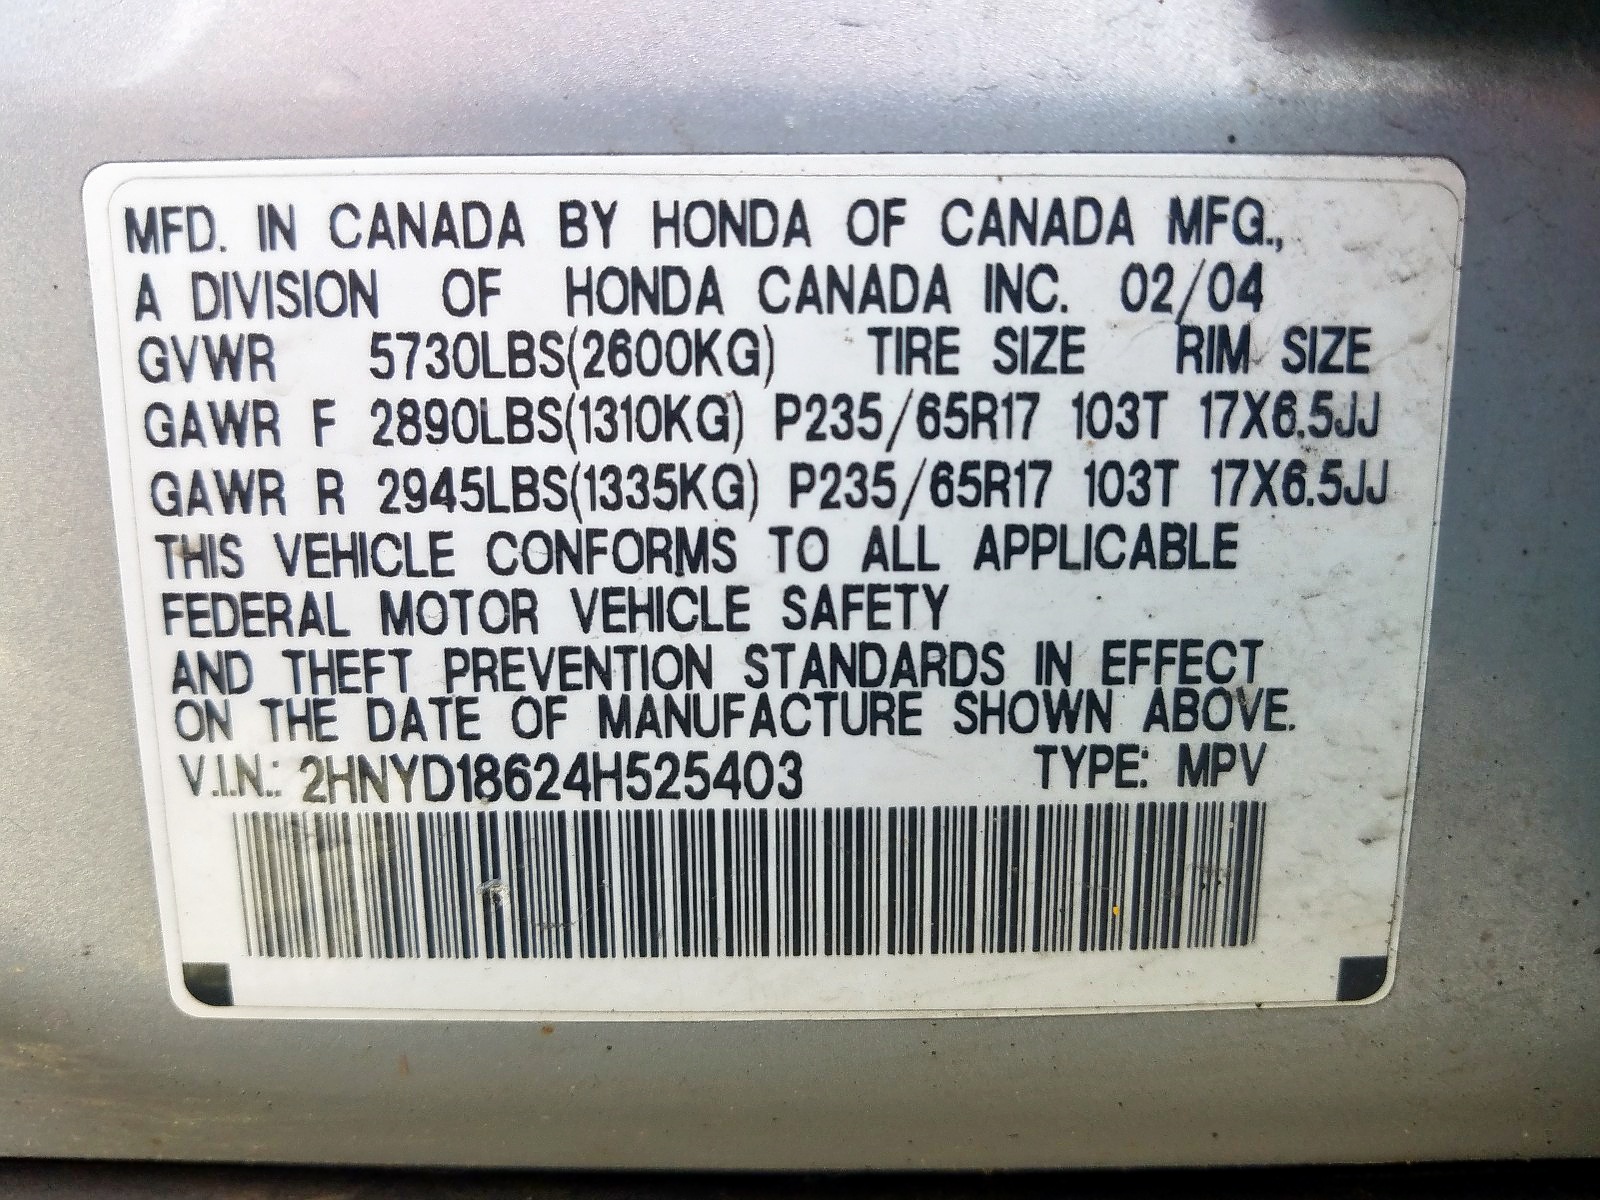 MFD. IN CANADA BY HONDA OF CANADA MFG.,
A DIVISION OF HONDA CANADA INC. 02/04
GVWR 5730LBS(2600KG) TIRE SIZE RIM SIZE
GAWR F 2890LBS(1310KG) P235/65R17 103T 17X6.5JJ
GAWR R 2945LBS(1335KG) P235/65R17 103T 17X6.5JJ
THIS VEHICLE CONFORMS TO ALL APPLICABLE
FEDERAL MOTOR VEHICLE SAFETY
AND THEFT PREVENTION STANDARDS IN EFFECT
ON THE DATE OF MANUFACTURE SHOWN ABOVE.
V.I.N.: 2HNYD18624H525403 TYPE: MPV